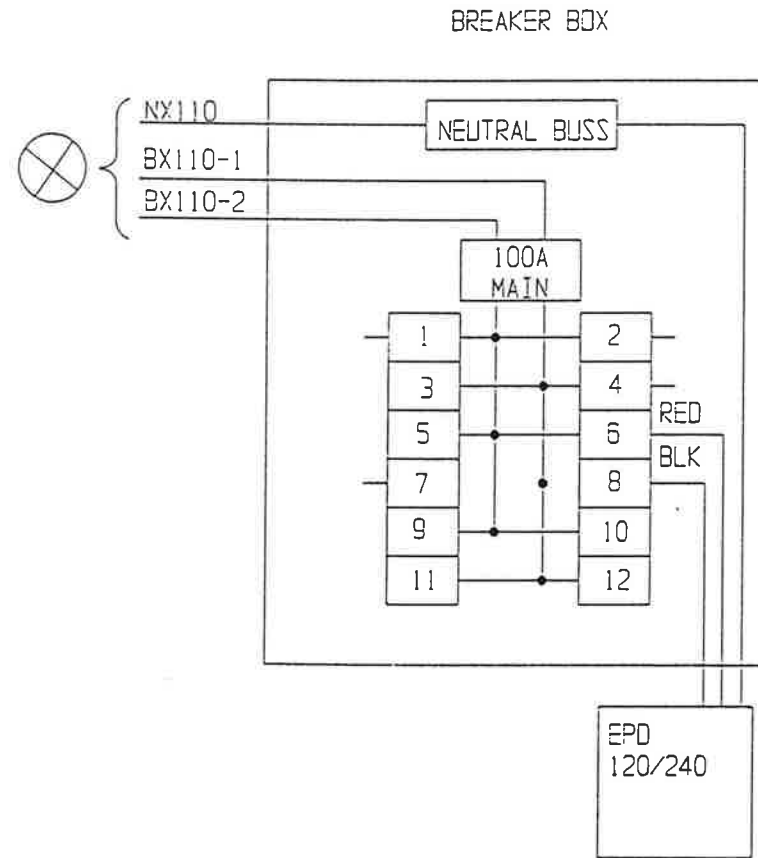 BREAKER BOX
NX110
NEUTRAL BUSS
BX110-1
BX110-2
100A
MAIN
1 2
3 4
5 6 RED
BLK
7 8
9 10
11 12
EPD
120/240